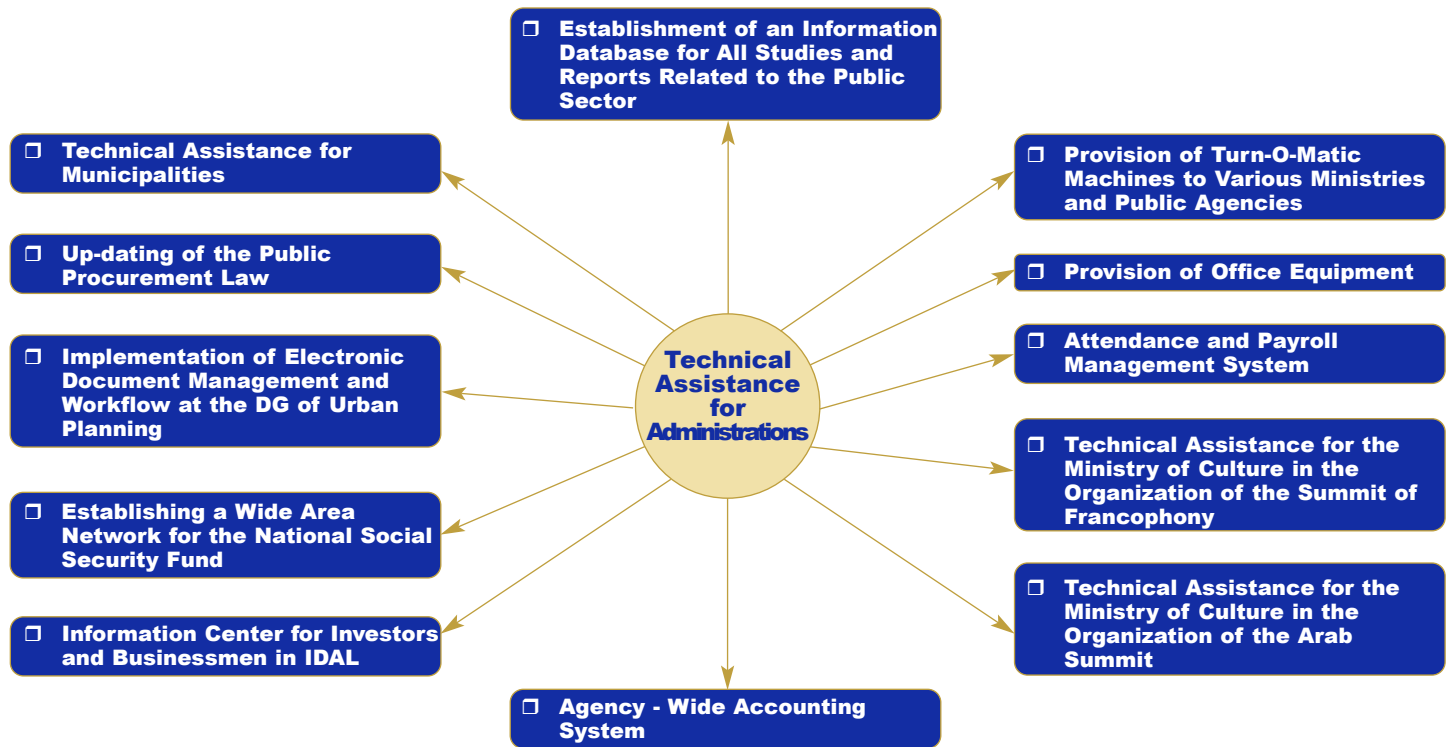 ❒ Establishment of an Information
Database for All Studies and
Reports Related to the Public
Sector
❒ Technical Assistance for
Municipalities
❒ Up-dating of the Public
Procurement Law
❒ Implementation of Electronic
Document Management and
Workflow at the DG of Urban
Planning
❒ Establishing a Wide Area
Network for the National Social
Security Fund
❒ Information Center for Investors
and Businessmen in IDAL
Technical
Assistance
for
Administrations
❒ Provision of Turn-O-Matic
Machines to Various Ministries
and Public Agencies
❒ Provision of Office Equipment
❒ Attendance and Payroll
Management System
❒ Technical Assistance for the
Ministry of Culture in the
Organization of the Summit of
Francophony
❒ Technical Assistance for the
Ministry of Culture in the
Organization of the Arab
Summit
❒ Agency - Wide Accounting
System